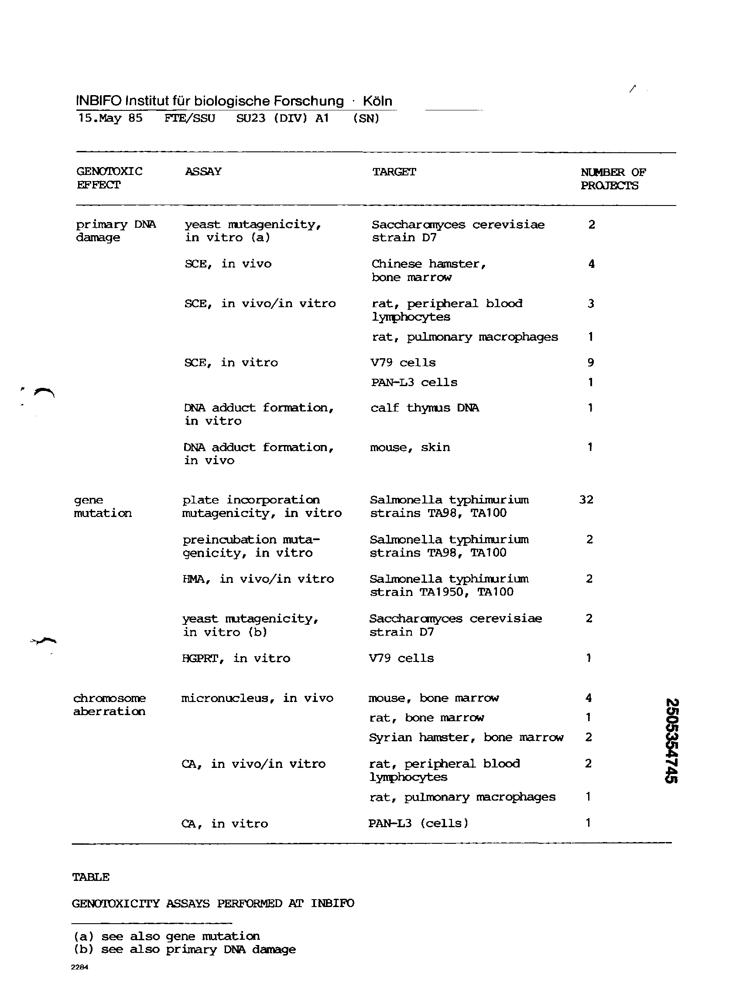 INBIFO Institut für biologische Forschung · Köln
15.May 85 FTE/SSU SU23 (DIV) A1 (SN)
GENOTOXIC EFFECT ASSAY TARGET NUMBER OF PROJECTS
primary DNA damage yeast mutagenicity, in vitro (a) Saccharomyces cerevisiae strain D7 2
SCE, in vivo Chinese hamster, bone marrow 4
SCE, in vivo/in vitro rat, peripheral blood lymphocytes 3
rat, pulmonary macrophages 1
SCE, in vitro V79 cells 9
PAN-L3 cells 1
DNA adduct formation, in vitro calf thymus DNA 1
DNA adduct formation, in vivo mouse, skin 1
gene mutation plate incorporation mutagenicity, in vitro Salmonella typhimurium strains TA98, TA100 32
preincubation muta-genicity, in vitro Salmonella typhimurium strains TA98, TA100 2
HMA, in vivo/in vitro Salmonella typhimurium strain TA1950, TA100 2
yeast mutagenicity, in vitro (b) Saccharomyces cerevisiae strain D7 2
HGPRT, in vitro V79 cells 1
chromosome aberration micronucleus, in vivo mouse, bone marrow 4
rat, bone marrow 1
Syrian hamster, bone marrow 2
CA, in vivo/in vitro rat, peripheral blood lymphocytes 2
rat, pulmonary macrophages 1
CA, in vitro PAN-L3 (cells) 1
2505354745
TABLE
GENOTOXICITY ASSAYS PERFORMED AT INBIFO
(a) see also gene mutation
(b) see also primary DNA damage
2284